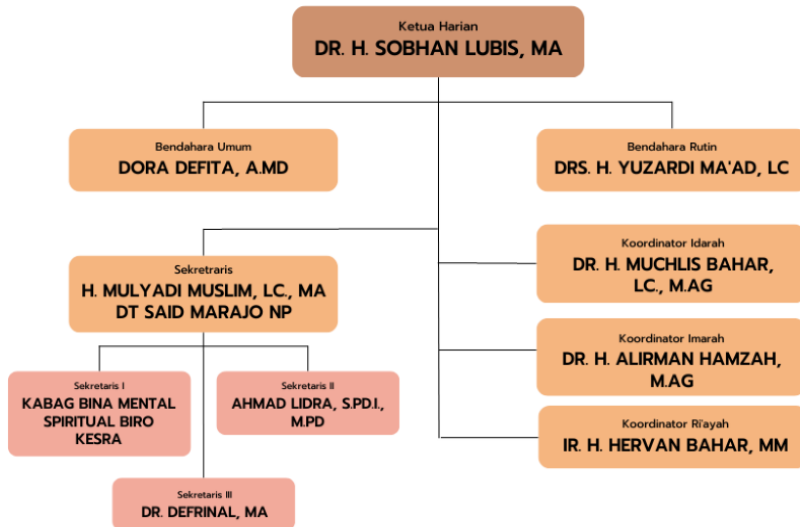 Ketua Harian
DR. H. SOBHAN LUBIS, MA
Bendahara Umum
DORA DEFITA, A.MD
Bendahara Rutin
DRS. H. YUZARDI MA'AD, LC
Sekretraris
H. MULYADI MUSLIM, LC., MA
DT SAID MARAJO NP
Koordinator Idarah
DR. H. MUCHLIS BAHAR,
LC., M.AG
Koordinator Imarah
DR. H. ALIRMAN HAMZAH,
M.AG
Sekretaris I
KABAG BINA MENTAL
SPIRITUAL BIRO
KESRA
Sekretaris II
AHMAD LIDRA, S.PD.I.,
M.PD
Koordinator Ri'ayah
IR. H. HERVAN BAHAR, MM
Sekretaris III
DR. DEFRINAL, MA